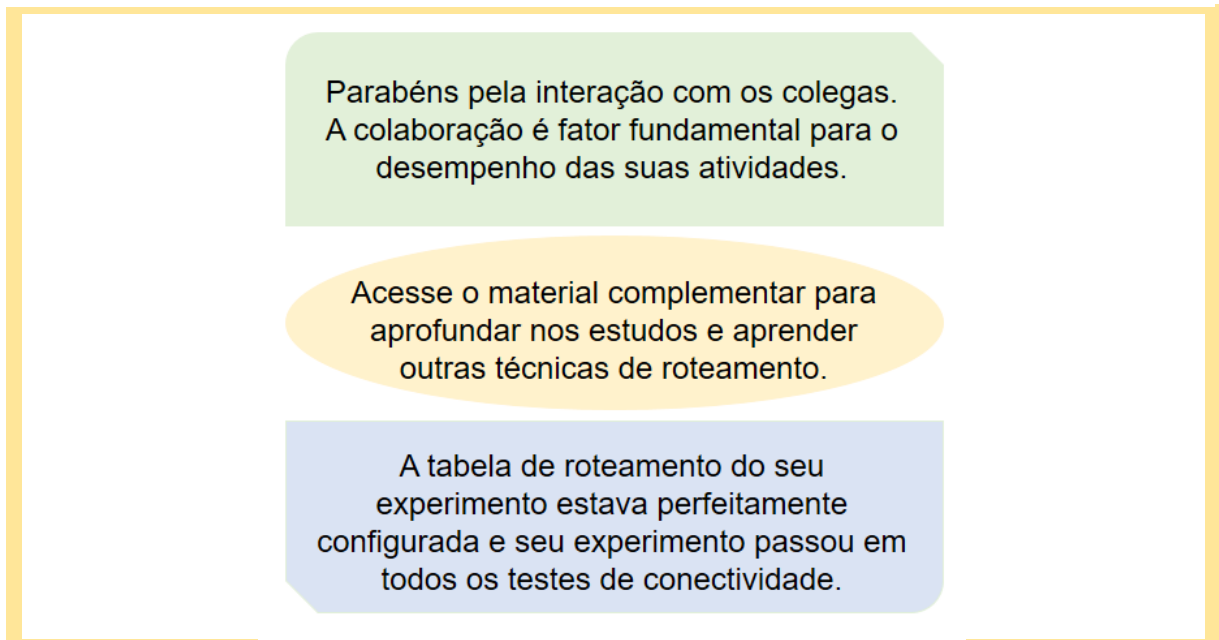 Parabéns pela interação com os colegas.
A colaboração é fator fundamental para o
desempenho das suas atividades.
Acesse o material complementar para
aprofundar nos estudos e aprender
outras técnicas de roteamento.
A tabela de roteamento do seu
experimento estava perfeitamente
configurada e seu experimento passou em
todos os testes de conectividade.